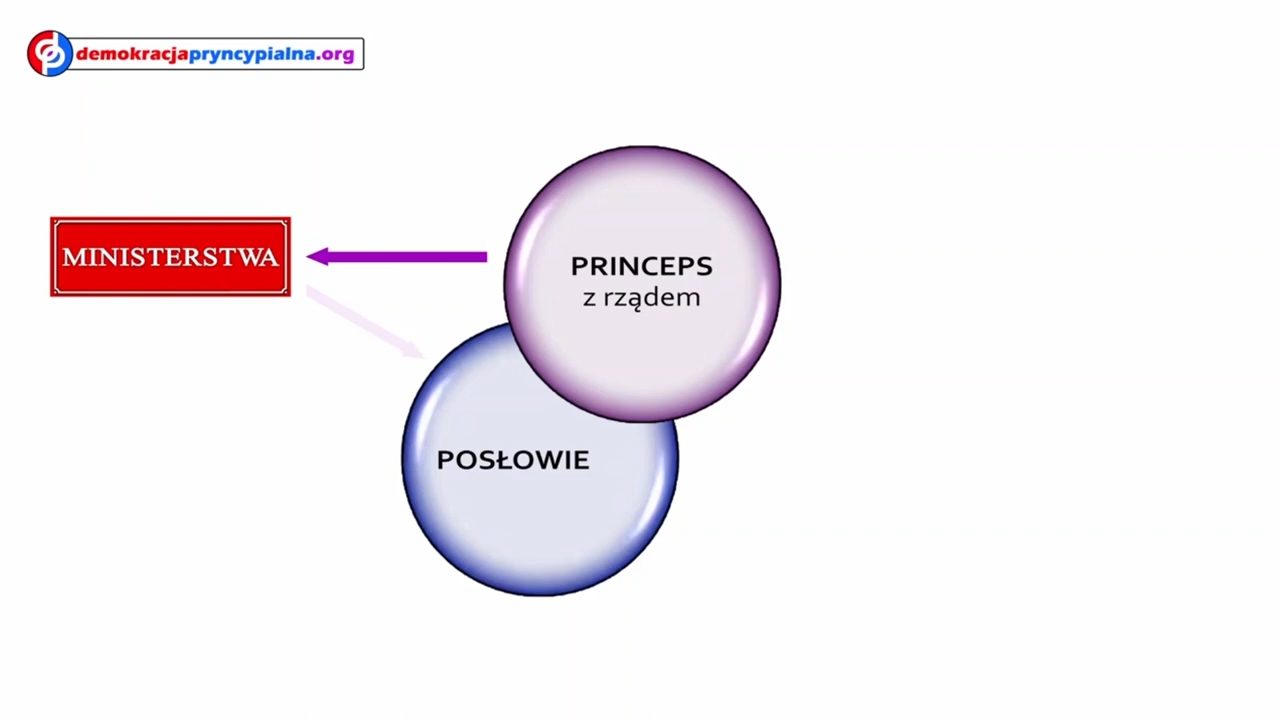 demokracjapryncypialna.org
MINISTERSTWA
PRINCEPS
z rządem
POSŁOWIE